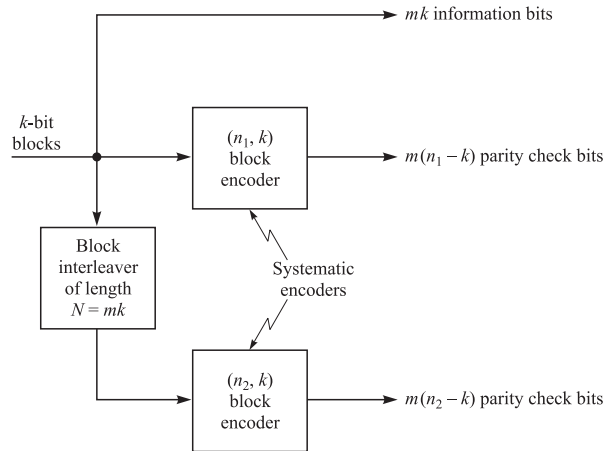 mk information bits
k-bit
blocks
(n₁, k)
block
encoder
m(n₁ – k) parity check bits
Block
interleaver
of length
N = mk
Systematic
encoders
(n₂, k)
block
encoder
m(n₂ – k) parity check bits